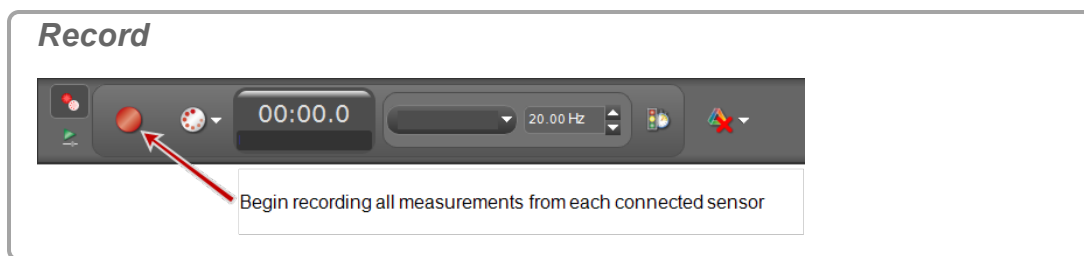 Record
00:00.0
20.00 Hz
Begin recording all measurements from each connected sensor